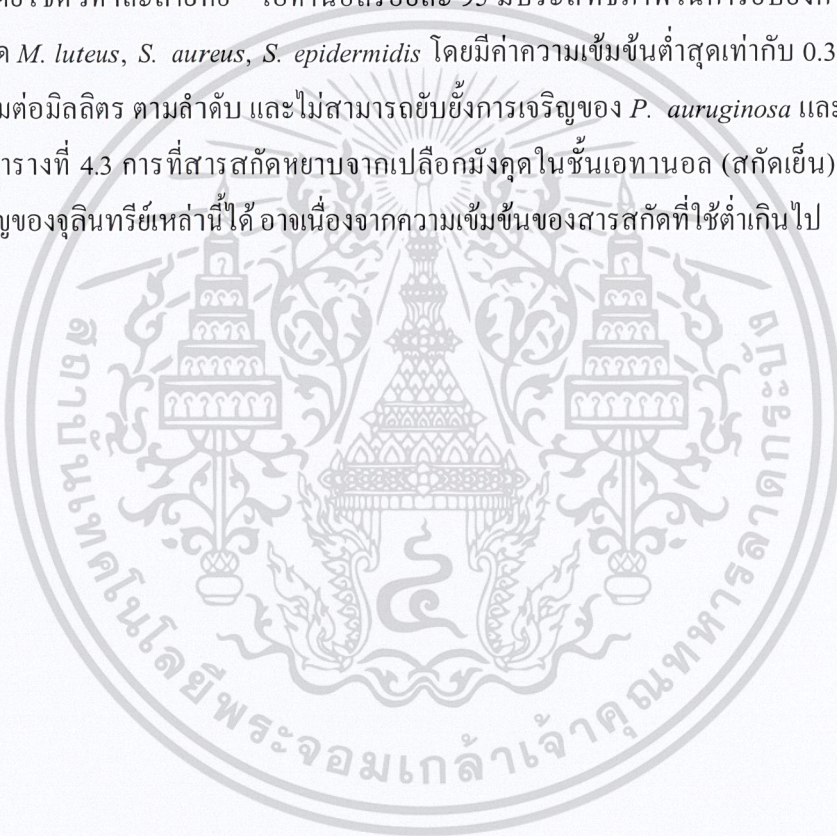 เอทานอลร้อยละ 95 มีประสิทธิภาพในการยับยั้งก
ค M. luteus, S. aureus, S. epidermidis โดยมีค่าความเข้มข้นต่ำสุดเท่ากับ 0.3
มต่อมิลลิตร ตามลำดับ และไม่สามารถยับยั้งการเจริญของ P. auruginosa และ
ารางที่ 4.3 การที่สารสกัดหยาบจากเปลือกมังคุดในชั้นเอทานอล (สกัดเย็น)
ญของจุลินทรีย์เหล่านี้ได้ อาจเนื่องจากความเข้มข้นของสารสกัดที่ใช้ต่ำเกินไป
สถาบันเทคโนโลยีพระจอมเกล้าเจ้าคุณทหารลาดกระบัง
๔